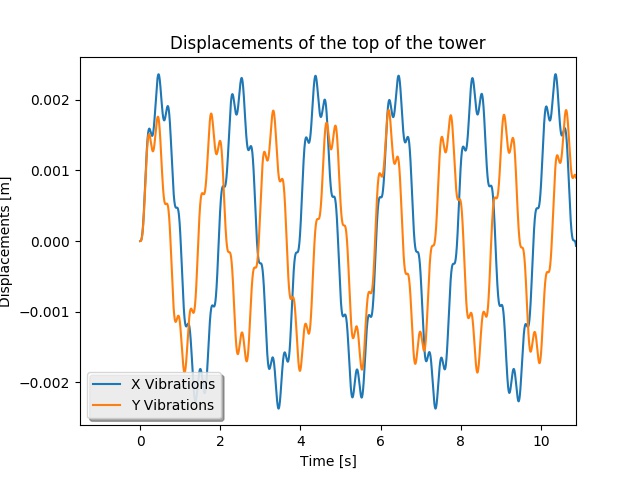 Displacements of the top of the tower
Displacements [m]
0.002
0.001
0.000
−0.001
−0.002
X Vibrations
Y Vibrations
0 2 4 6 8 10
Time [s]